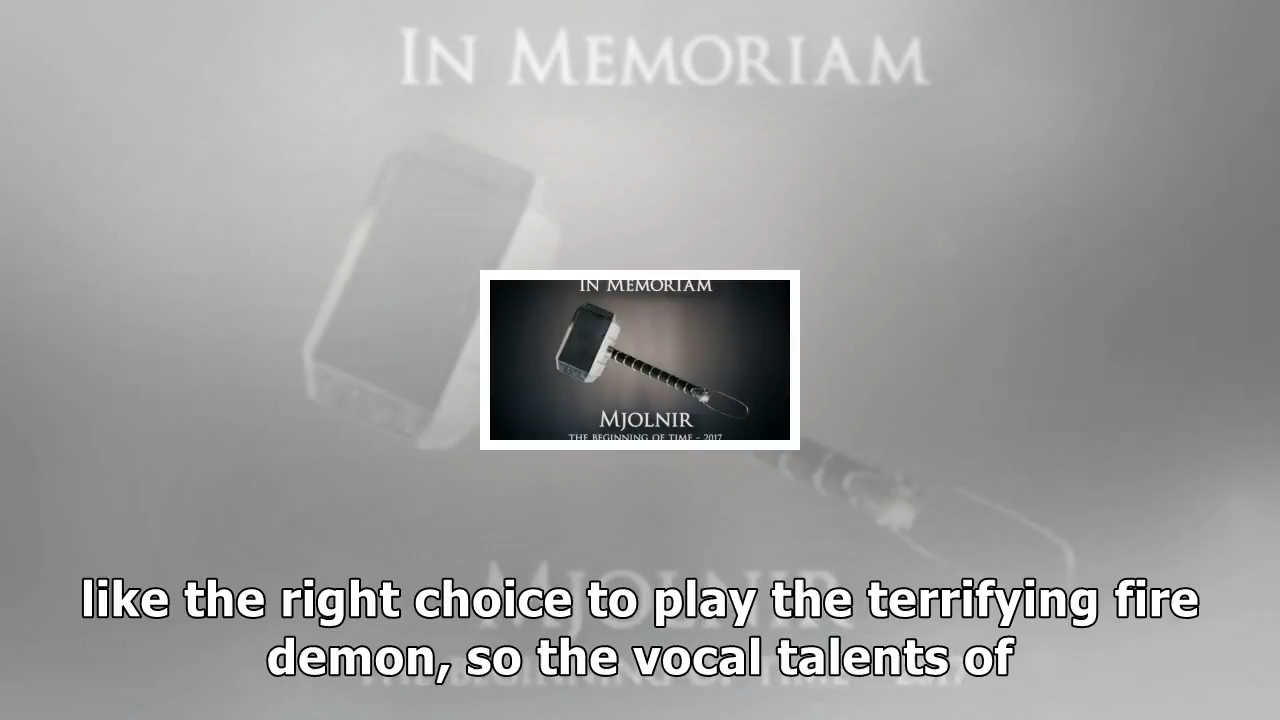 IN MEMORIAM
IN MEMORIAM
MJOLNIR
THE BEGINNING OF TIME - 2017
MJOLNIR
like the right choice to play the terrifying fire
demon, so the vocal talents of